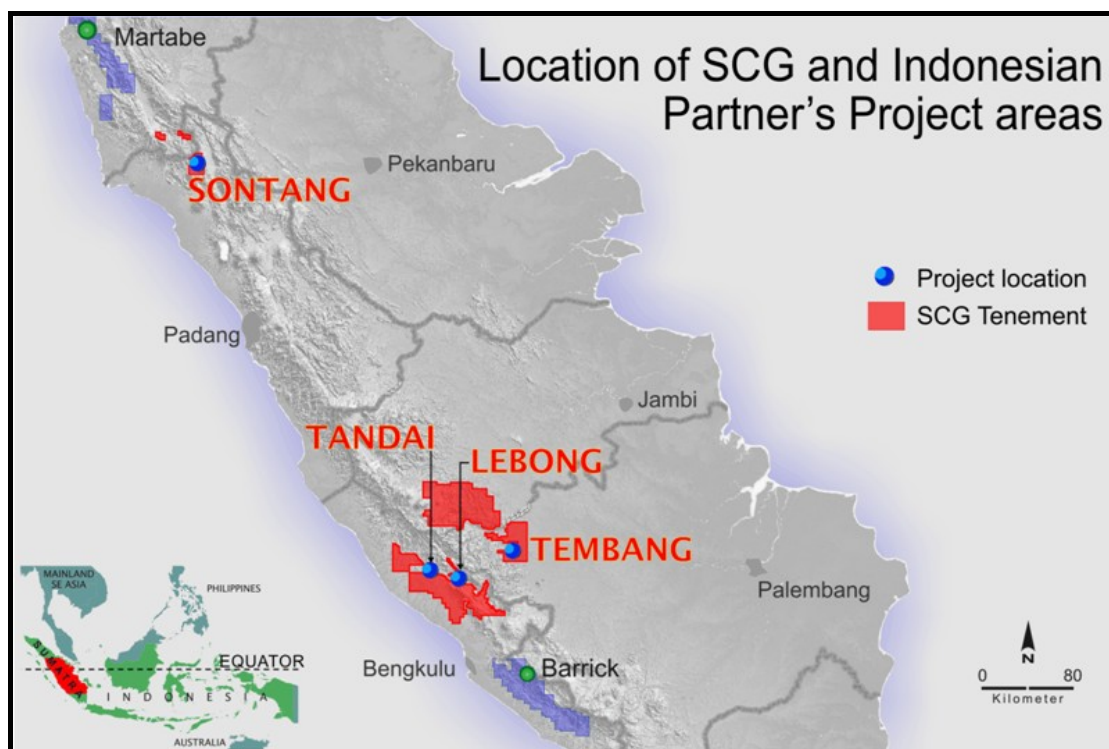 Location of SCG and Indonesian
Partner's Project areas
Martabe
Pekanbaru
SONTANG
Project location
SCG Tenement
Padang
Jambi
TANDAI
LEBONG
TEMBANG
Palembang
Bengkulu
Barrick
N
0 80
Kilometer
MAINLAND
SE ASIA
PHILIPPINES
SUMATRA
EQUATOR
INDONESIA
AUSTRALIA